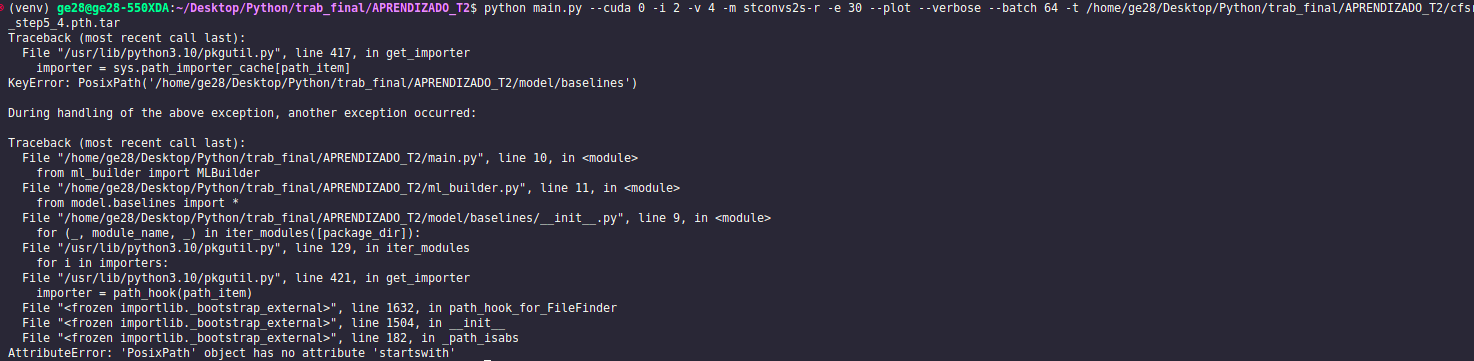 (venv) ge28@ge28-550XDA:~/Desktop/Python/trab_final/APRENDIZADO_T2$ python main.py --cuda 0 -i 2 -v 4 -m stconvs2s-r -e 30 --plot --verbose --batch 64 -t /home/ge28/Desktop/Python/trab_final/APRENDIZADO_T2/cfsr
_step5_4.pth.tar
Traceback (most recent call last):
  File "/usr/lib/python3.10/pkgutil.py", line 417, in get_importer
    importer = sys.path_importer_cache[path_item]
KeyError: PosixPath('/home/ge28/Desktop/Python/trab_final/APRENDIZADO_T2/model/baselines')

During handling of the above exception, another exception occurred:

Traceback (most recent call last):
  File "/home/ge28/Desktop/Python/trab_final/APRENDIZADO_T2/main.py", line 10, in <module>
    from ml_builder import MLBuilder
  File "/home/ge28/Desktop/Python/trab_final/APRENDIZADO_T2/ml_builder.py", line 11, in <module>
    from model.baselines import *
  File "/home/ge28/Desktop/Python/trab_final/APRENDIZADO_T2/model/baselines/__init__.py", line 9, in <module>
    for (_, module_name, _) in iter_modules([package_dir]):
  File "/usr/lib/python3.10/pkgutil.py", line 129, in iter_modules
    for i in importers:
  File "/usr/lib/python3.10/pkgutil.py", line 421, in get_importer
    importer = path_hook(path_item)
  File "<frozen importlib._bootstrap_external>", line 1632, in path_hook_for_FileFinder
  File "<frozen importlib._bootstrap_external>", line 1504, in __init__
  File "<frozen importlib._bootstrap_external>", line 182, in _path_isabs
AttributeError: 'PosixPath' object has no attribute 'startswith'